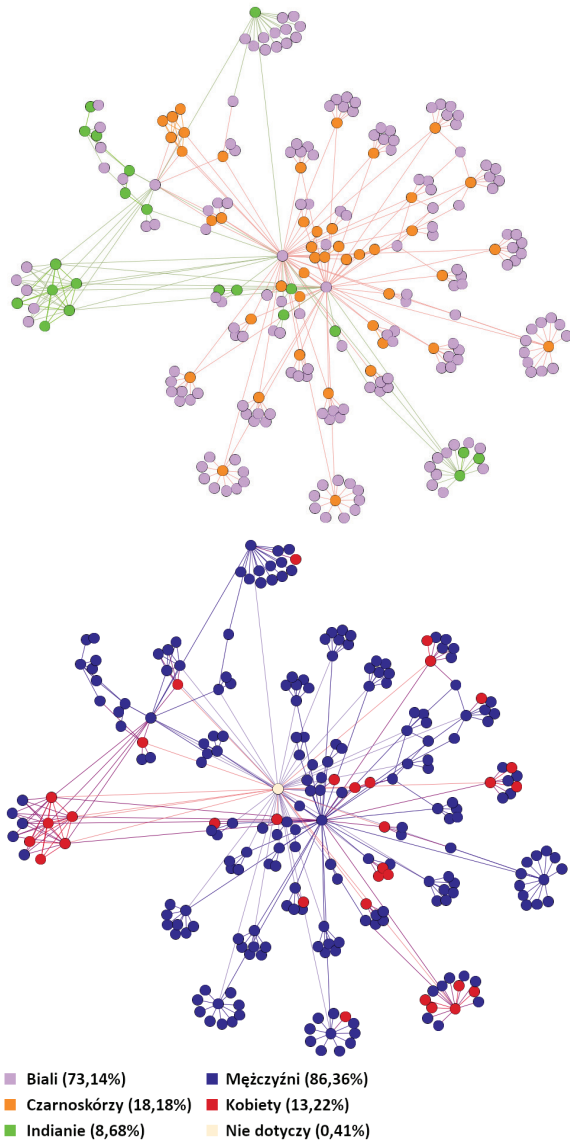 Biali (73,14%)
Czarnoskórzy (18,18%)
Indianie (8,68%)
Mężczyźni (86,36%)
Kobiety (13,22%)
Nie dotyczy (0,41%)